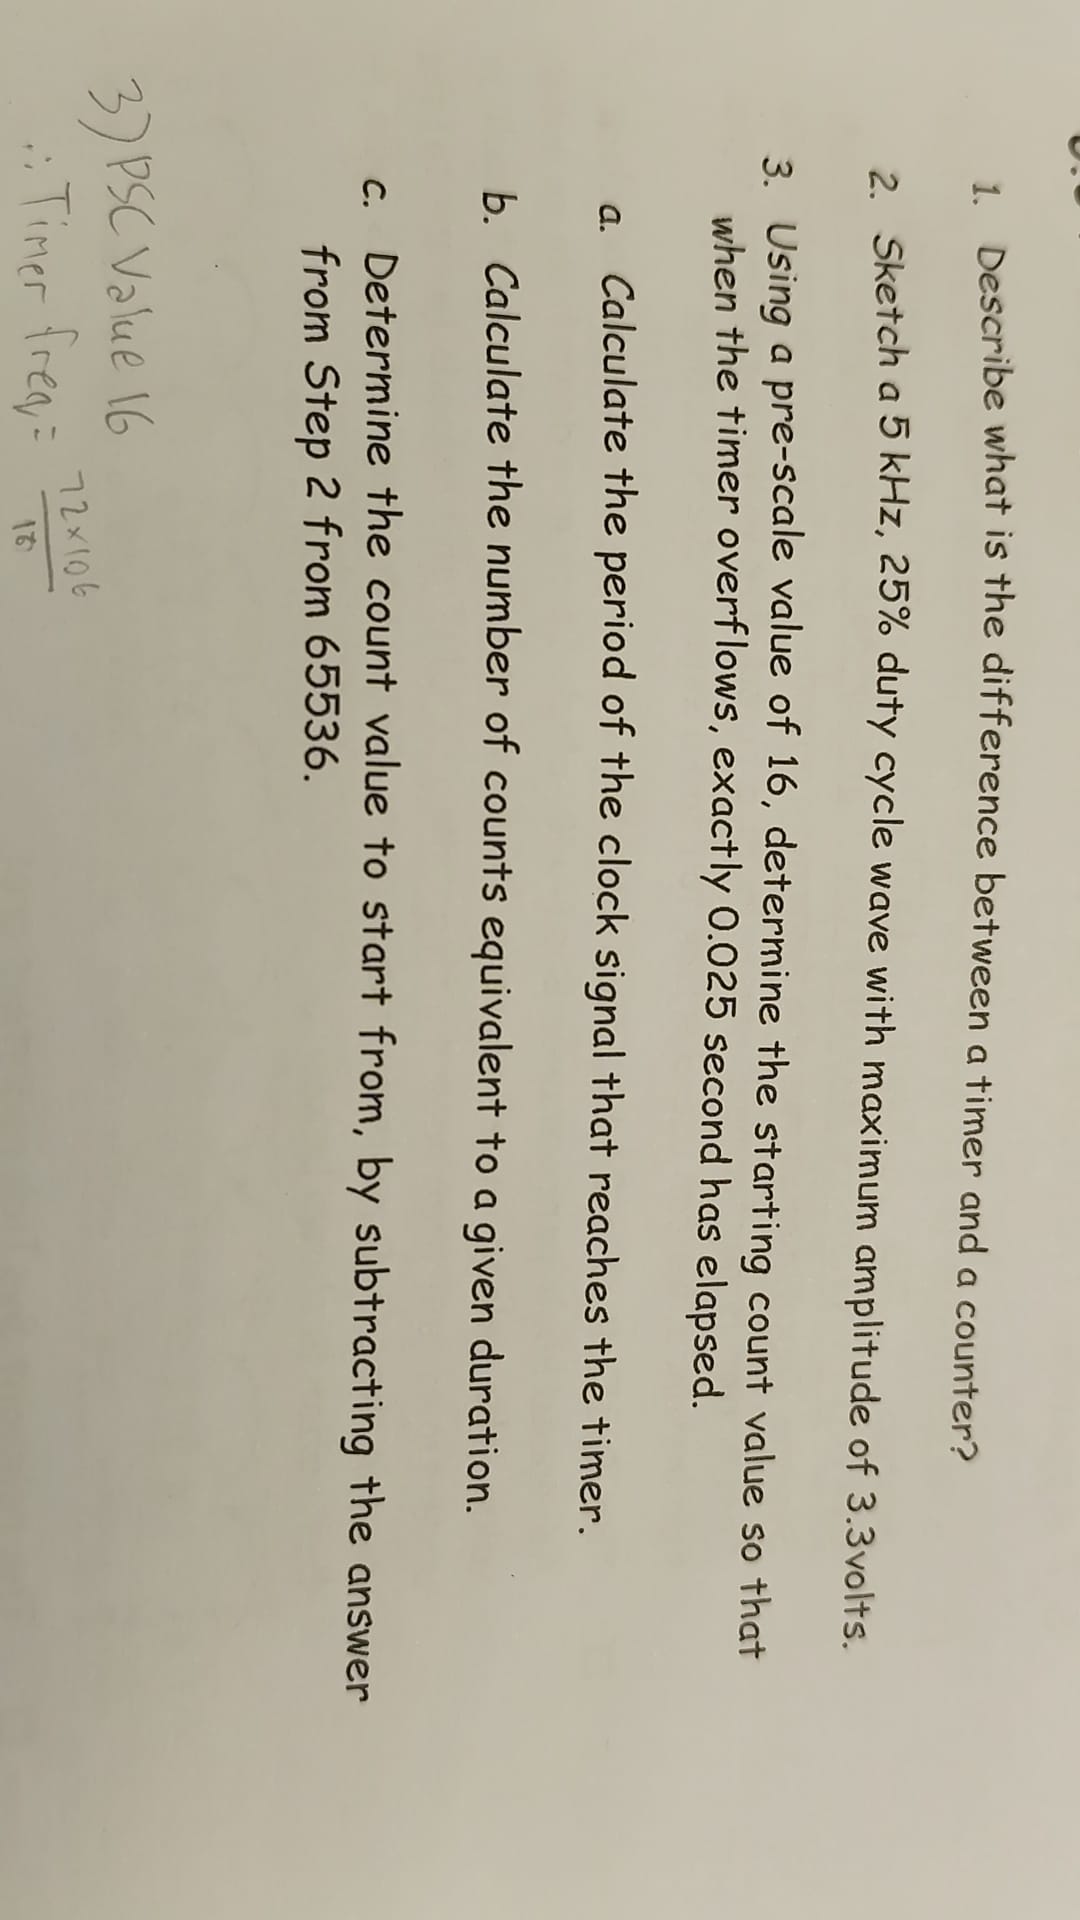 1. Describe what is the difference between a timer and a counter?
2. Sketch a 5 kHz, 25% duty cycle wave with maximum amplitude of 3.3volts.
3. Using a pre-scale value of 16, determine the starting count value so that
when the timer overflows, exactly 0.025 second has elapsed.
a. Calculate the period of the clock signal that reaches the timer.
b. Calculate the number of counts equivalent to a given duration.
c. Determine the count value to start from, by subtracting the answer
from Step 2 from 65536.
3) PSC Value 16
∴ Timer freq = 72×10⁶
16